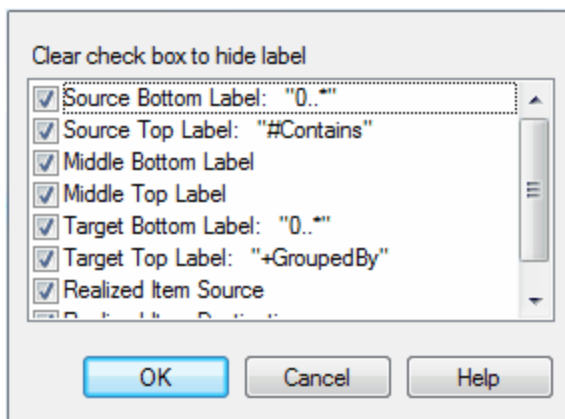 Clear check box to hide label
Source Bottom Label: "0..*"
Source Top Label: "#Contains"
Middle Bottom Label
Middle Top Label
Target Bottom Label: "0..*"
Target Top Label: "+GroupedBy"
Realized Item Source
OK Cancel Help